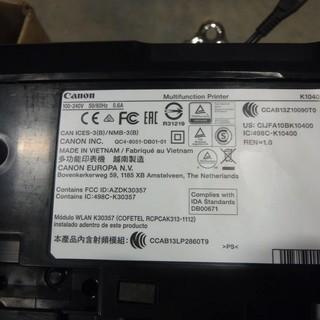 Canon Multifunction Printer K10400
100-240V 50/60Hz 0.6A
R31219
CCAB13Z10090T0
CAN ICES-3(B)/NMB-3(B)
CANON INC. QC4-8051-DB01-01
MADE IN VIETNAM / Fabriqué au Vietnam
多功能印表機 越南製造
CANON EUROPA N.V.
Bovenkerkerweg 59, 1185 XB Amstelveen, The Netherlands
US: GIJFA10BK10400
IC:498C-K10400
REN=1.0
Contains FCC ID:AZDK30357
Contains IC:498C-K30357
Complies with
IDA Standards
DB00671
Módulo WLAN K30357 (COFETEL RCPCAK313-1112)
instalado adentro de este producto
本產品內含射頻模組: CCAB13LP2860T9
>PS<